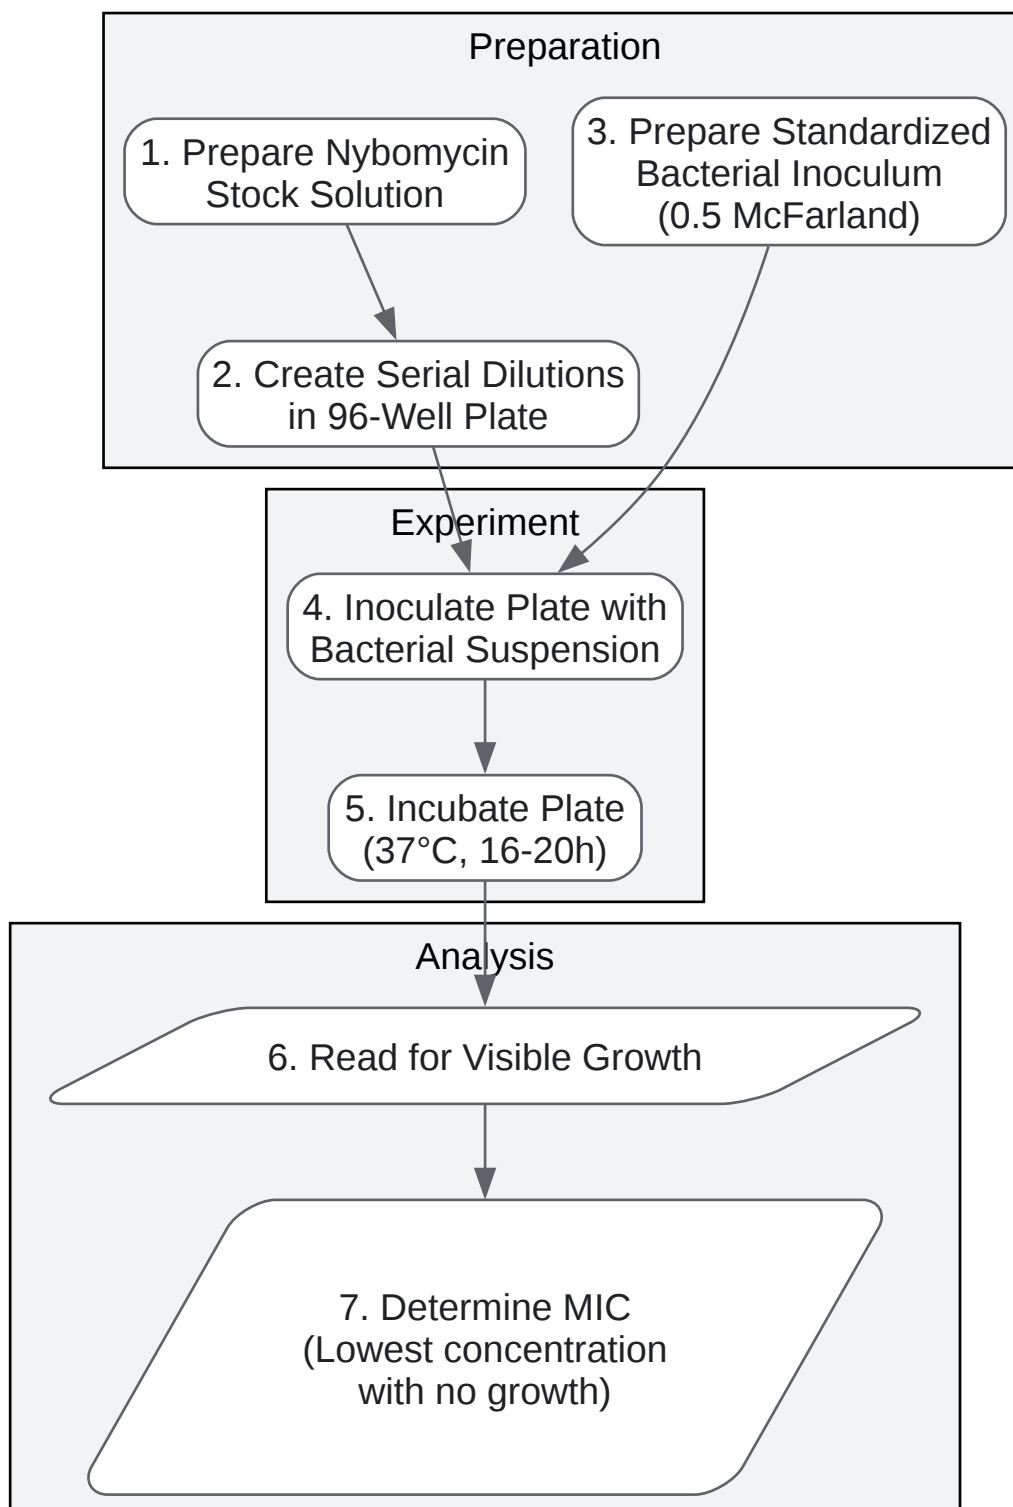 Preparation
1. Prepare Nybomycin
Stock Solution
3. Prepare Standardized
Bacterial Inoculum
(0.5 McFarland)
2. Create Serial Dilutions
in 96-Well Plate
Experiment
4. Inoculate Plate with
Bacterial Suspension
5. Incubate Plate
(37°C, 16-20h)
Analysis
6. Read for Visible Growth
7. Determine MIC
(Lowest concentration
with no growth)